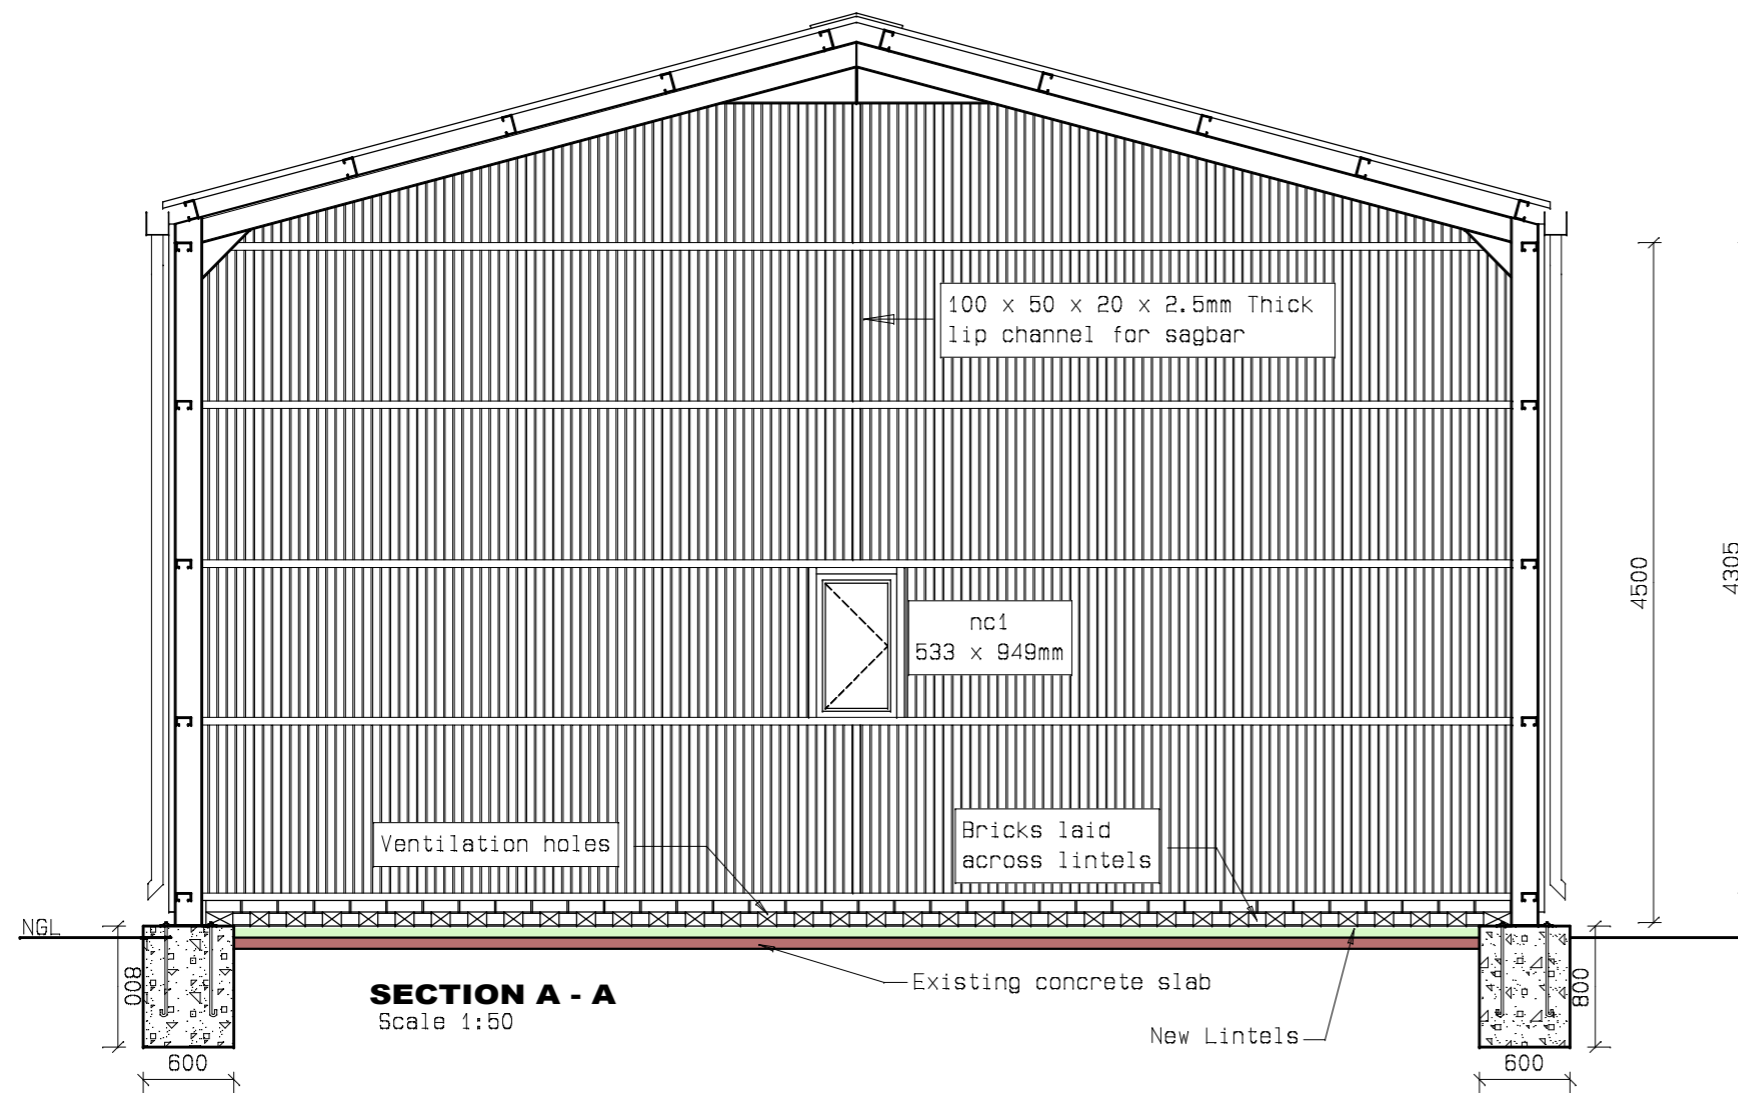 100 x 50 x 20 x 2.5mm Thick
lip channel for sagbar
4500
4305
nc1
533 x 949mm
Ventilation holes
Bricks laid
across lintels
NGL
800
600
SECTION A - A
Scale 1:50
Existing concrete slab
New Lintels
800
600